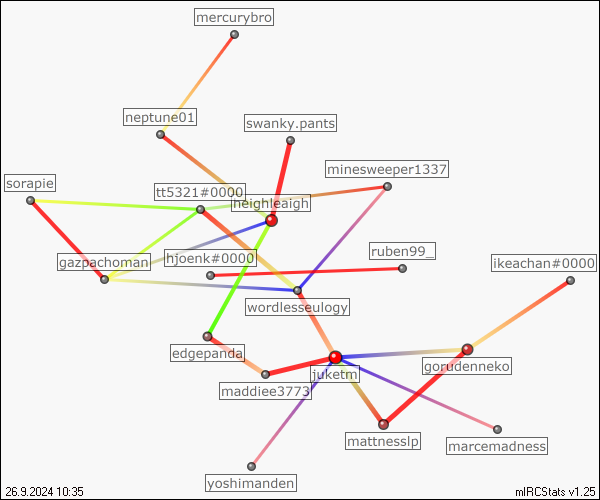 mercurybro
neptune01
swanky.pants
minesweeper1337
sorapie
tt5321#0000
heighleaigh
ruben99_
hjoenk#0000
gazpachoman
ikeachan#0000
wordlesseulogy
edgepanda
gorudenneko
juketm
maddiee3773
mattnesslp
marcemadness
yoshimanden
26.9.2024 10:35
mIRCStats v1.25